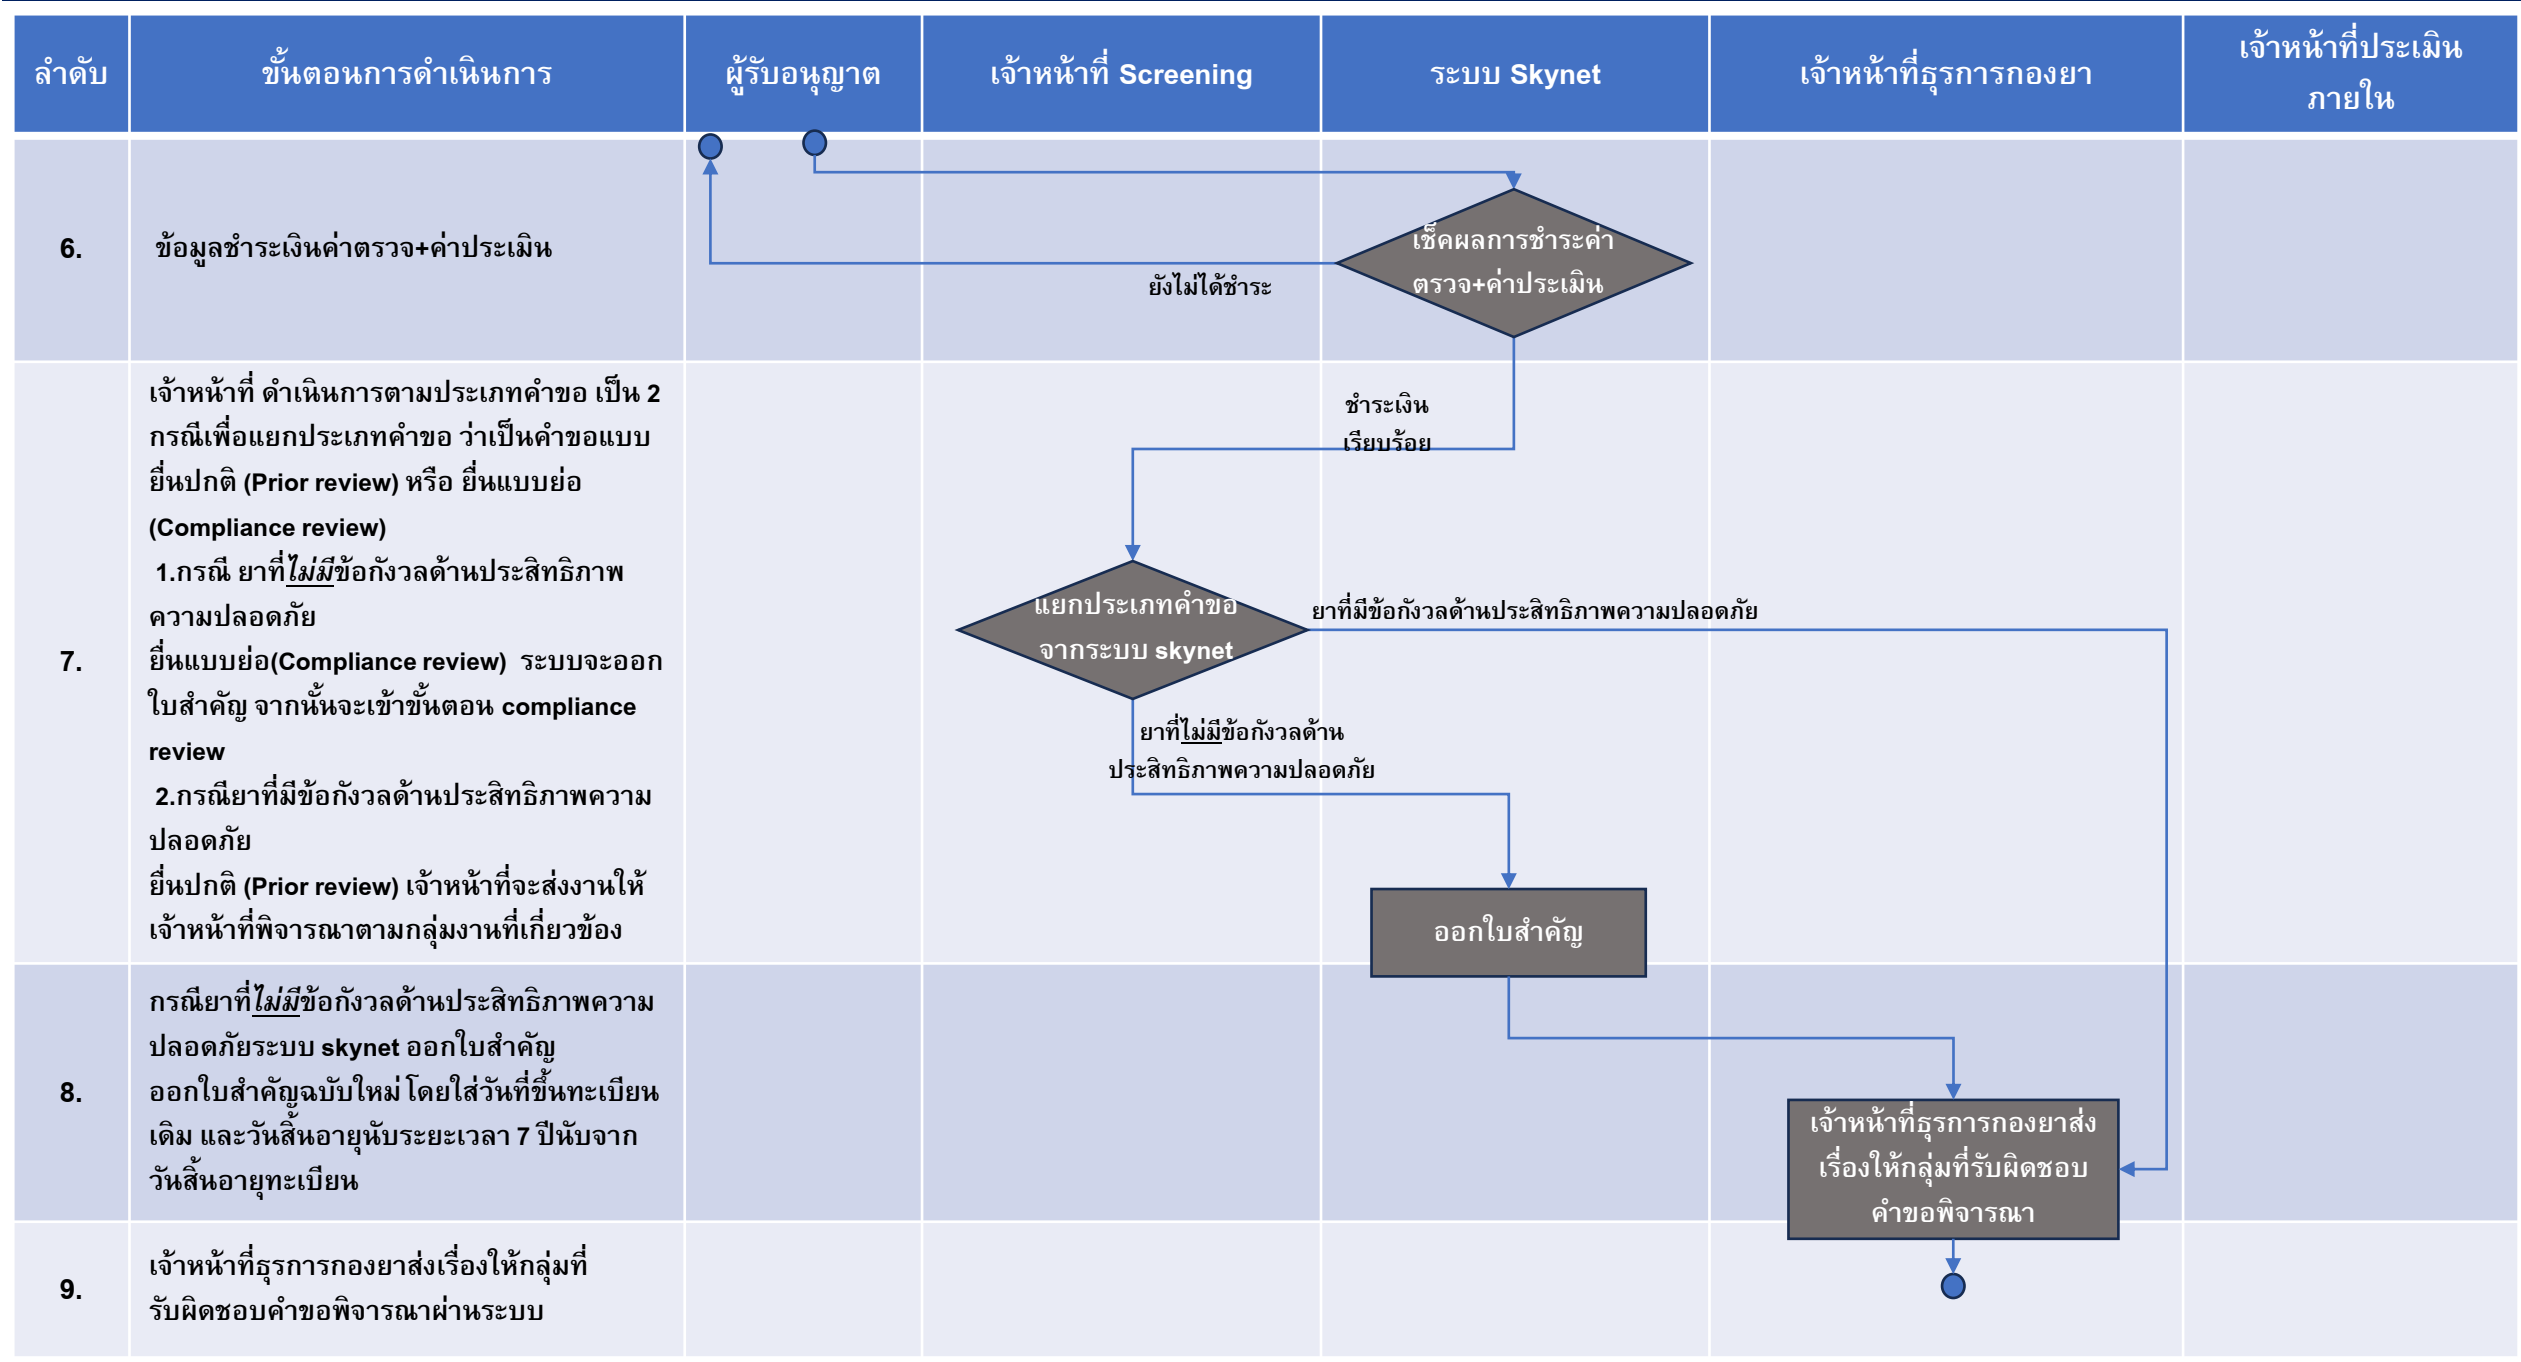 ลำดับ
ขั้นตอนการดำเนินการ
ผู้รับอนุญาต
เจ้าหน้าที่ Screening
ระบบ Skynet
เจ้าหน้าที่ธุรการกองยา
เจ้าหน้าที่ประเมิน
ภายใน
6.
ข้อมูลชำระเงินค่าตรวจ+ค่าประเมิน
เช็คผลการชำระค่า
ตรวจ+ค่าประเมิน
ยังไม่ได้ชำระ
7.
เจ้าหน้าที่ ดำเนินการตามประเภทคำขอ เป็น 2
กรณีเพื่อแยกประเภทคำขอ ว่าเป็นคำขอแบบ
ยื่นปกติ (Prior review) หรือ ยื่นแบบย่อ
(Compliance review)
1.กรณี ยาที่ไม่มีข้อกังวลด้านประสิทธิภาพ
ความปลอดภัย
ยื่นแบบย่อ(Compliance review) ระบบจะออก
ใบสำคัญ จากนั้นจะเข้าขั้นตอน compliance
review
2.กรณียาที่มีข้อกังวลด้านประสิทธิภาพความ
ปลอดภัย
ยื่นปกติ (Prior review) เจ้าหน้าที่จะส่งงานให้
เจ้าหน้าที่พิจารณาตามกลุ่มงานที่เกี่ยวข้อง
ชำระเงิน
เรียบร้อย
แยกประเภทคำขอ
จากระบบ skynet
ยาที่มีข้อกังวลด้านประสิทธิภาพความปลอดภัย
ยาที่ไม่มีข้อกังวลด้าน
ประสิทธิภาพความปลอดภัย
ออกใบสำคัญ
8.
กรณียาที่ไม่มีข้อกังวลด้านประสิทธิภาพความ
ปลอดภัยระบบ skynet ออกใบสำคัญ
ออกใบสำคัญฉบับใหม่ โดยใส่วันที่ขึ้นทะเบียน
เดิม และวันสิ้นอายุนับระยะเวลา 7 ปีนับจาก
วันสิ้นอายุทะเบียน
เจ้าหน้าที่ธุรการกองยาส่ง
เรื่องให้กลุ่มที่รับผิดชอบ
คำขอพิจารณา
9.
เจ้าหน้าที่ธุรการกองยาส่งเรื่องให้กลุ่มที่
รับผิดชอบคำขอพิจารณาผ่านระบบ